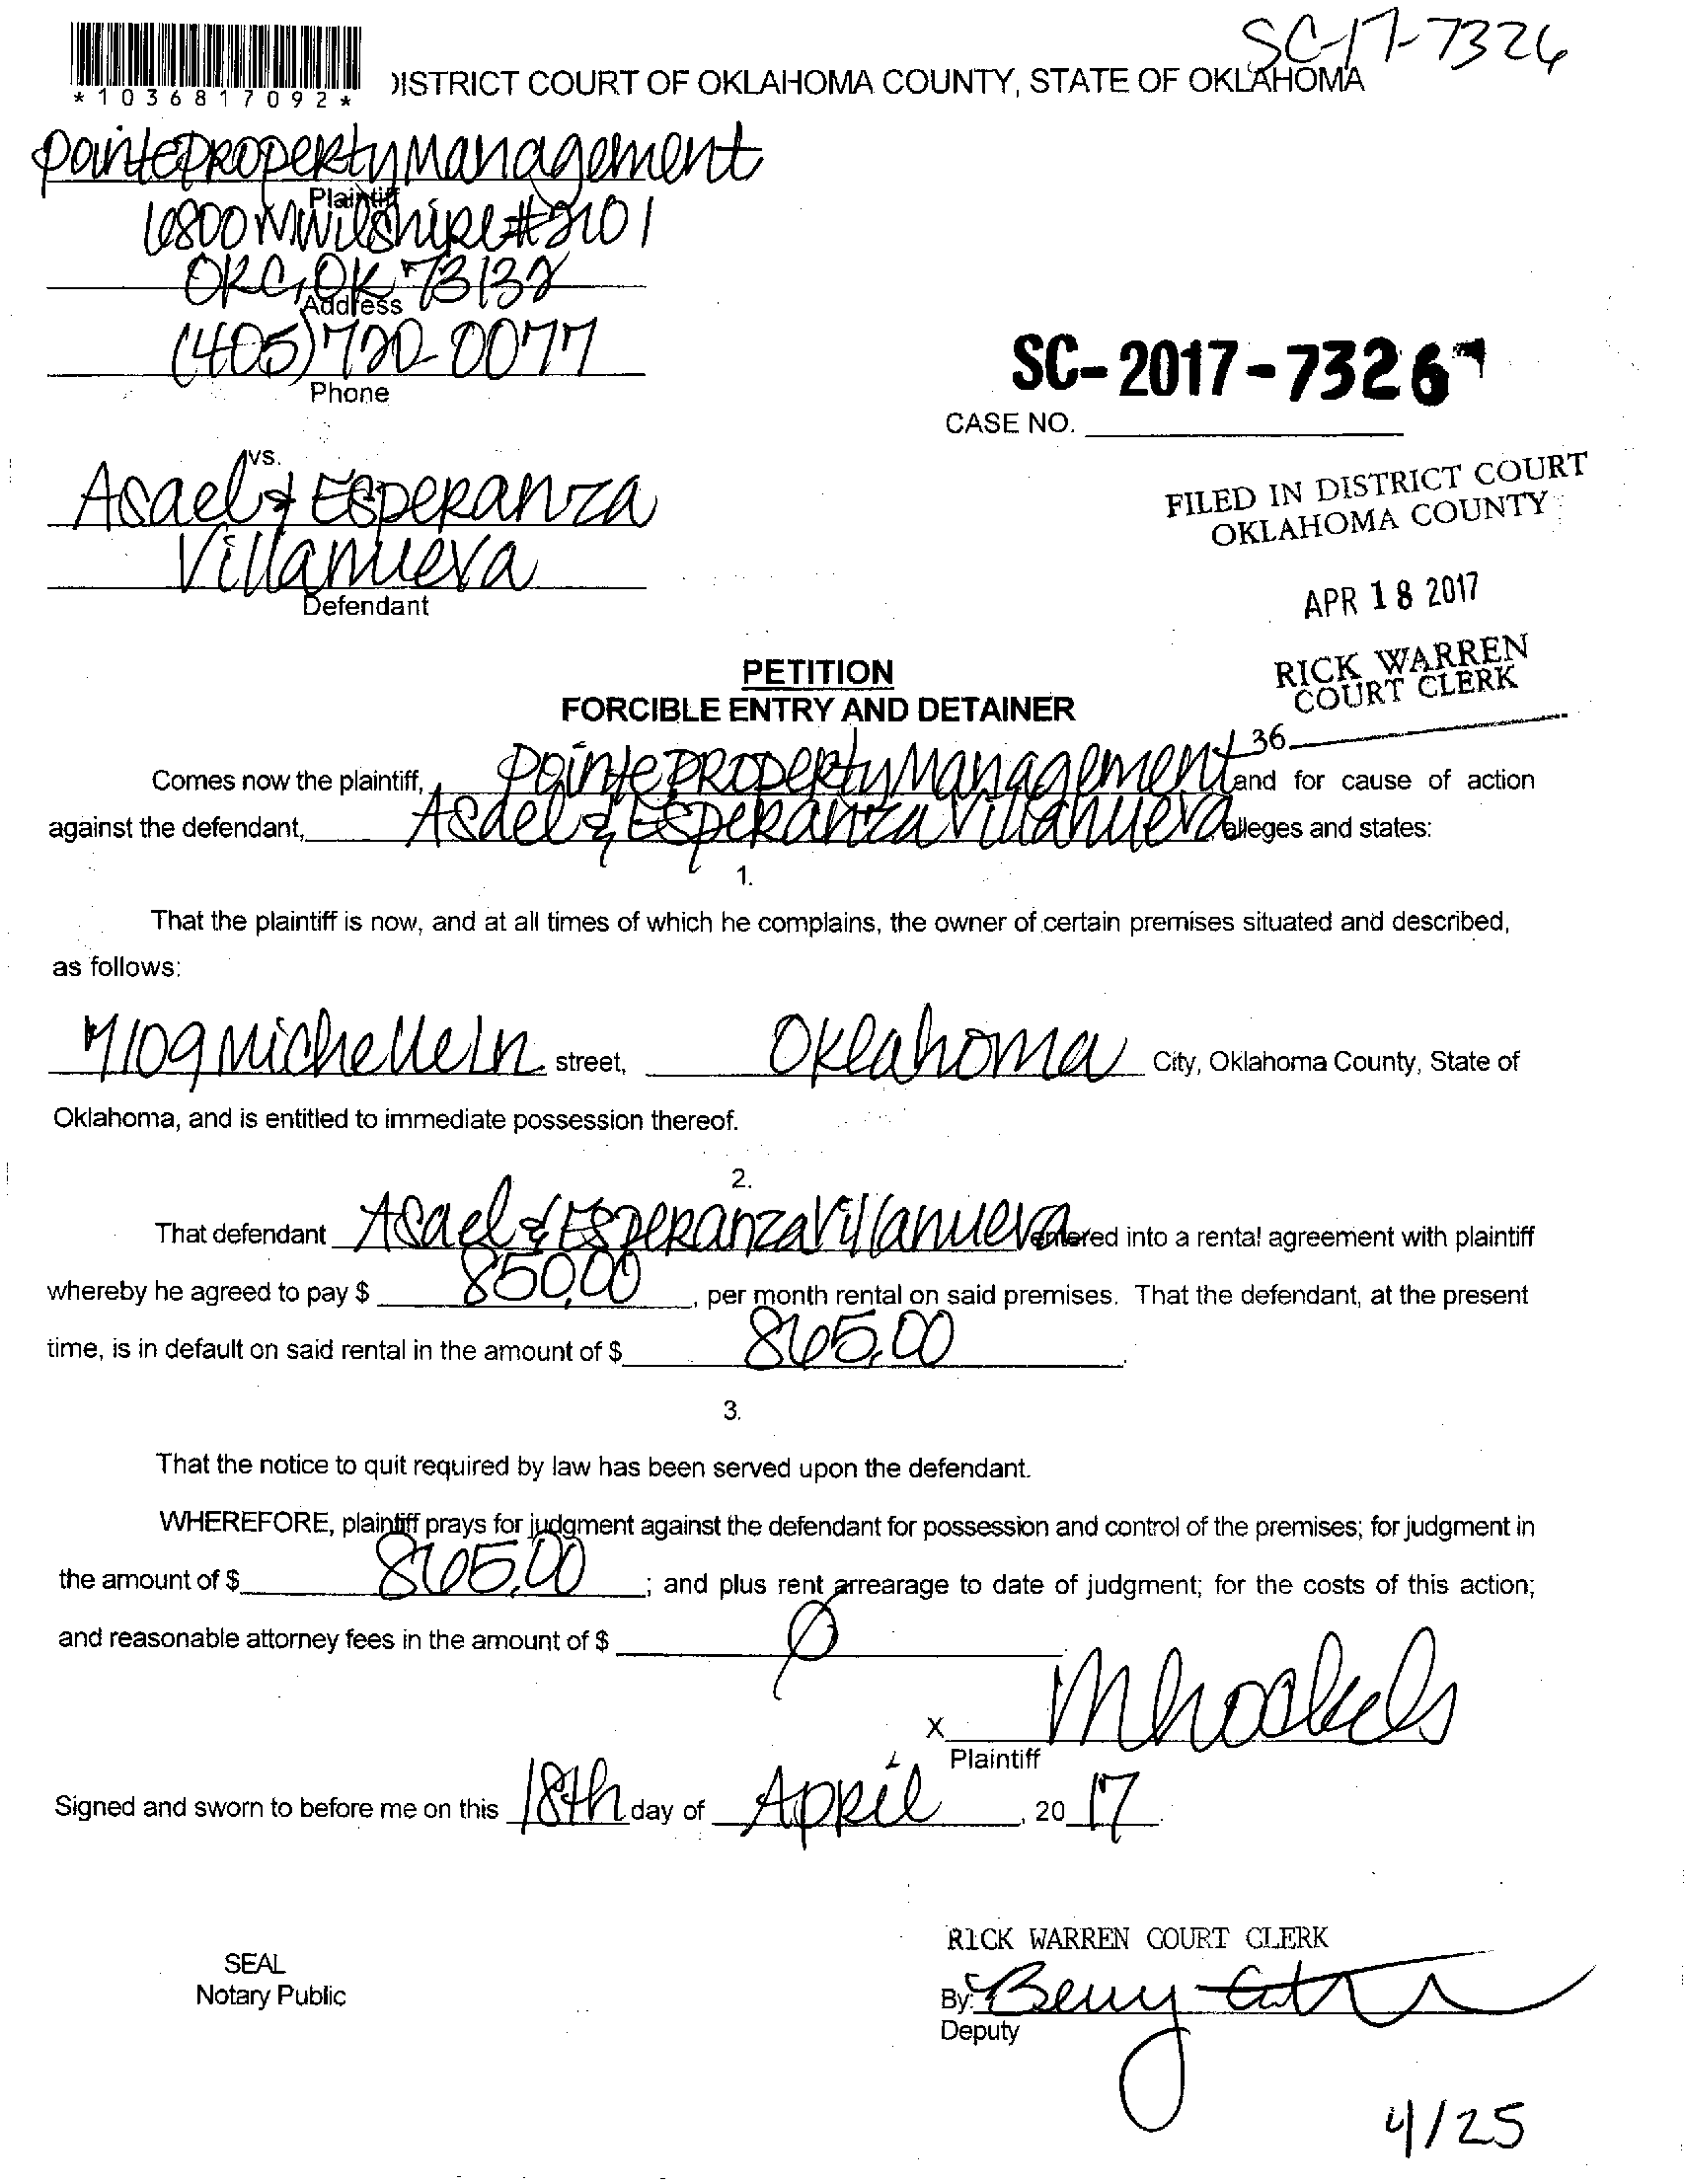 SC-17-7326
*1036817092*
DISTRICT COURT OF OKLAHOMA COUNTY, STATE OF OKLAHOMA
Pointe Property Management
Plaintiff
6800 NW Wilshire #2101
OKC, OK 73132
Address
(405) 720-0077
Phone
SC-2017-7326
CASE NO.
vs.
Asael & Esperanza
Villanueva
Defendant
FILED IN DISTRICT COURT
OKLAHOMA COUNTY
APR 18 2017
RICK WARREN
COURT CLERK
36
PETITION
FORCIBLE ENTRY AND DETAINER
Comes now the plaintiff, Pointe Property Management and for cause of action
against the defendant, Asael & Esperanza Villanueva alleges and states:
1.
That the plaintiff is now, and at all times of which he complains, the owner of certain premises situated and described,
as follows:
7109 Michelle Ln street, Oklahoma City, Oklahoma County, State of
Oklahoma, and is entitled to immediate possession thereof.
2.
That defendant Asael & Esperanza Villanueva entered into a rental agreement with plaintiff
whereby he agreed to pay $ 850.00, per month rental on said premises. That the defendant, at the present
time, is in default on said rental in the amount of $ 865.00.
3.
That the notice to quit required by law has been served upon the defendant.
WHEREFORE, plaintiff prays for judgment against the defendant for possession and control of the premises; for judgment in
the amount of $ 865.00; and plus rent arrearage to date of judgment; for the costs of this action;
and reasonable attorney fees in the amount of $ 0
X
Plaintiff
Signed and sworn to before me on this 18th day of April, 2017.
RICK WARREN COURT CLERK
SEAL
Notary Public
By:
Deputy
4/25